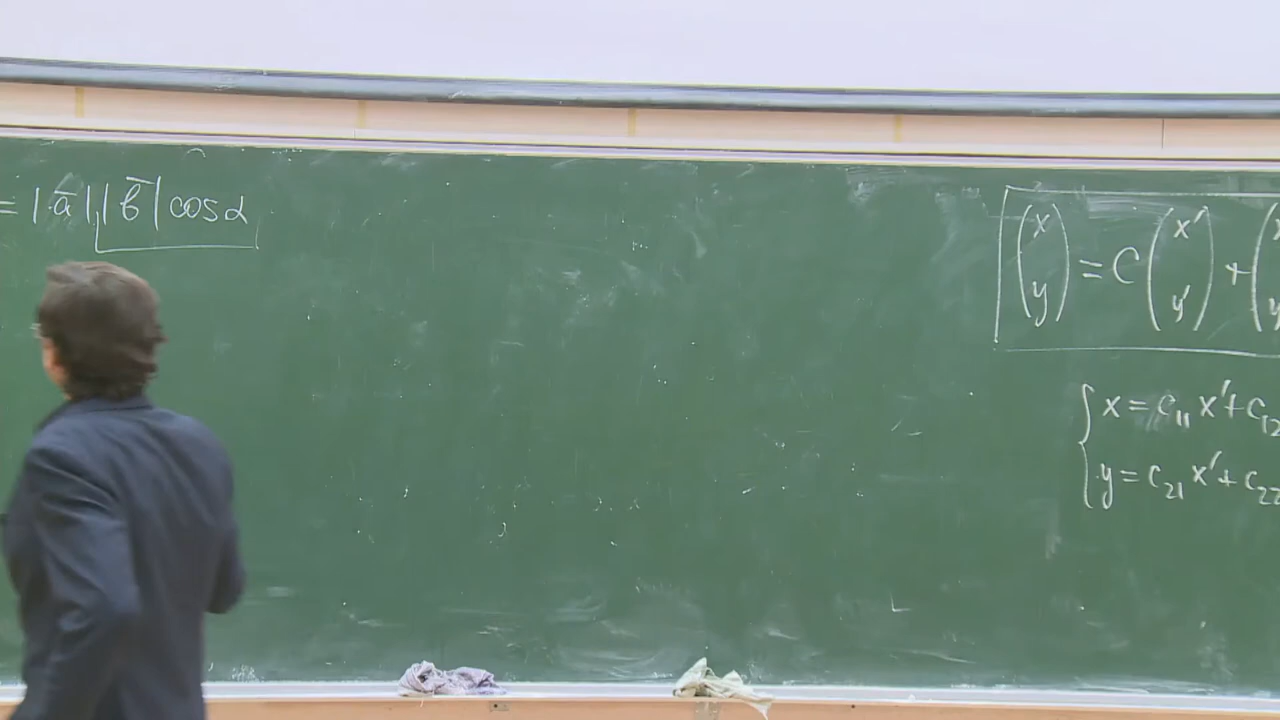 = |a̅| |b̅| cos α
(x y) = C (x' y') + (x y
{ x = c₁₁ x' + c₁₂
{ y = c₂₁ x' + c₂₂